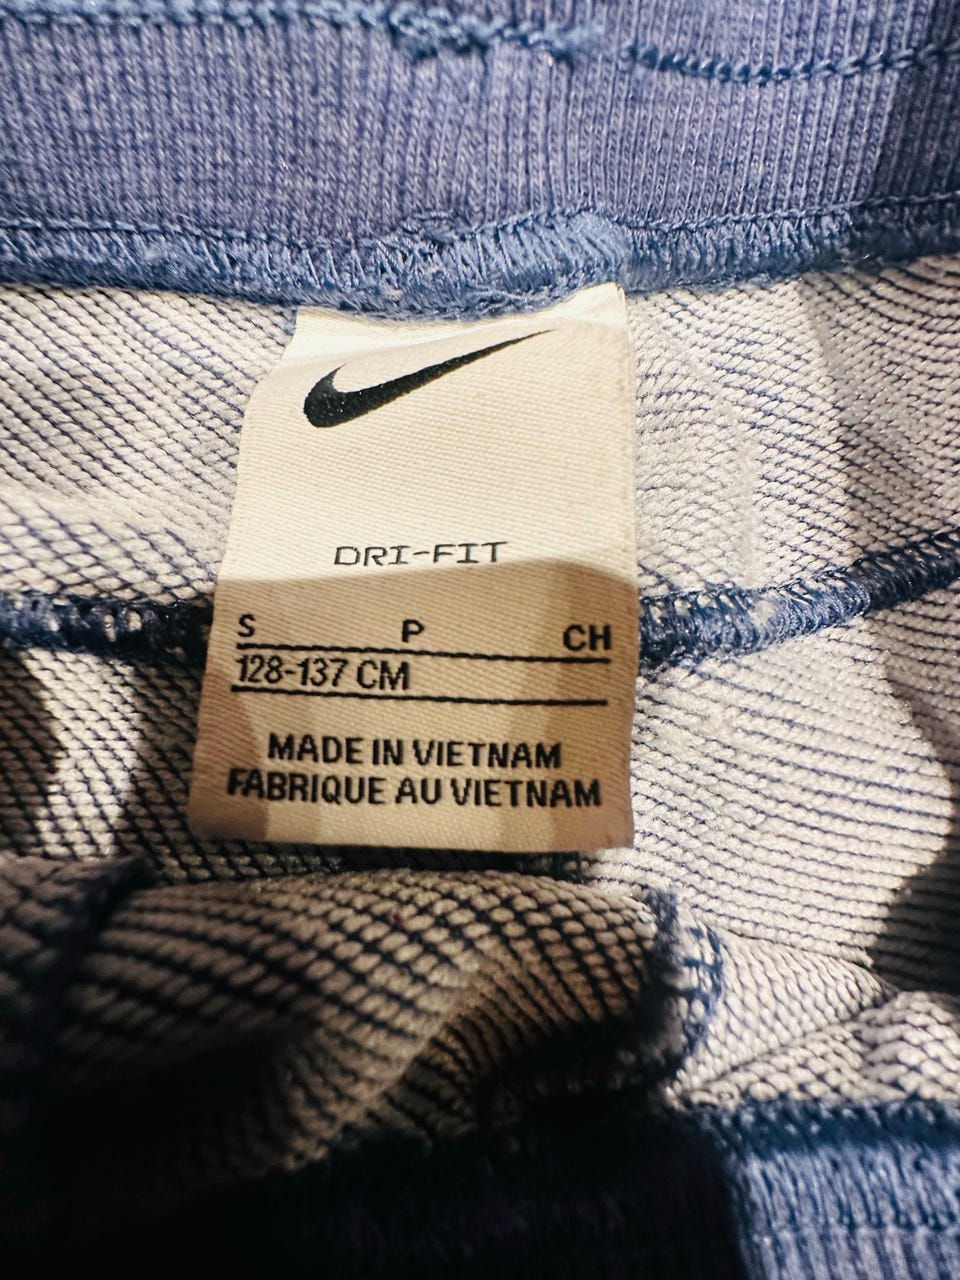 DRI-FIT
S P CH
128-137 CM
MADE IN VIETNAM
FABRIQUE AU VIETNAM